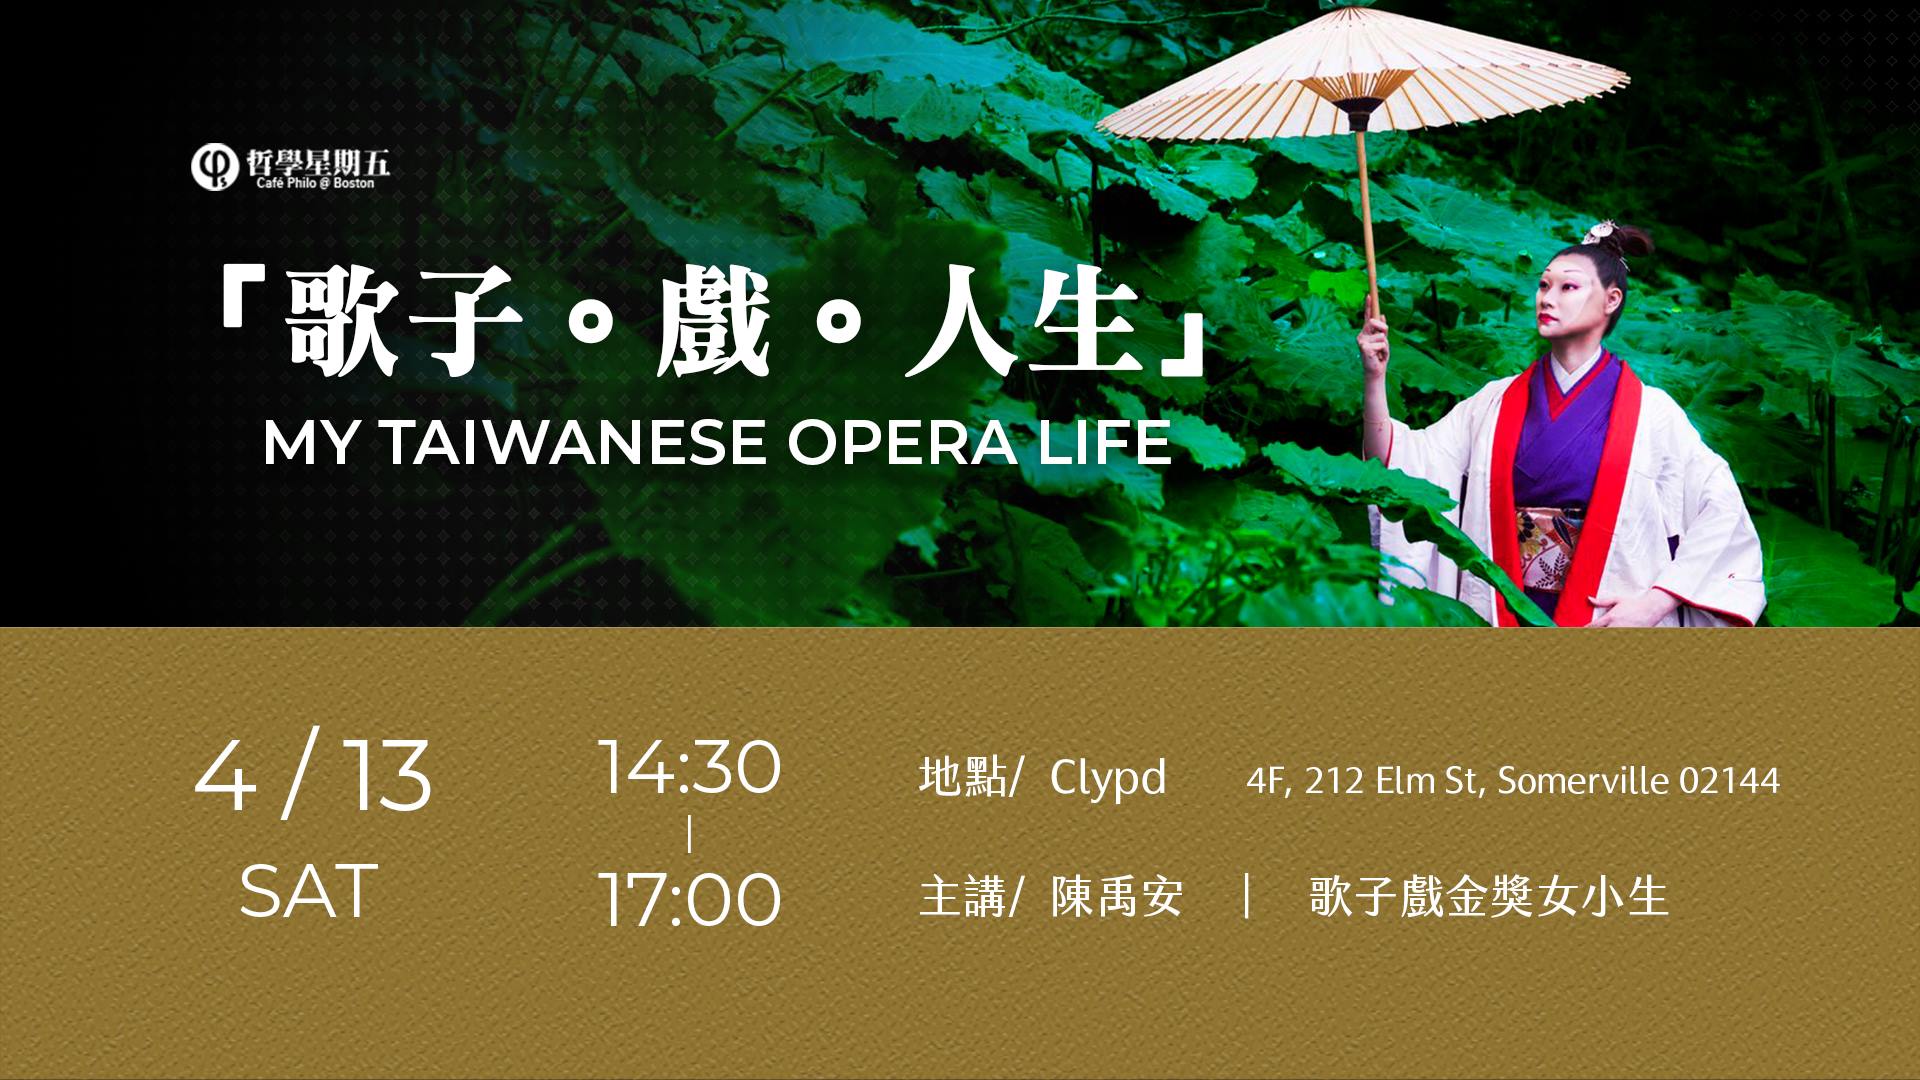 哲學星期五
Café Philo @ Boston
「歌子。戲。人生」
MY TAIWANESE OPERA LIFE
4 / 13
SAT
14:30
|
17:00
地點/ Clypd 4F, 212 Elm St, Somerville 02144
主講/ 陳禹安 | 歌子戲金獎女小生